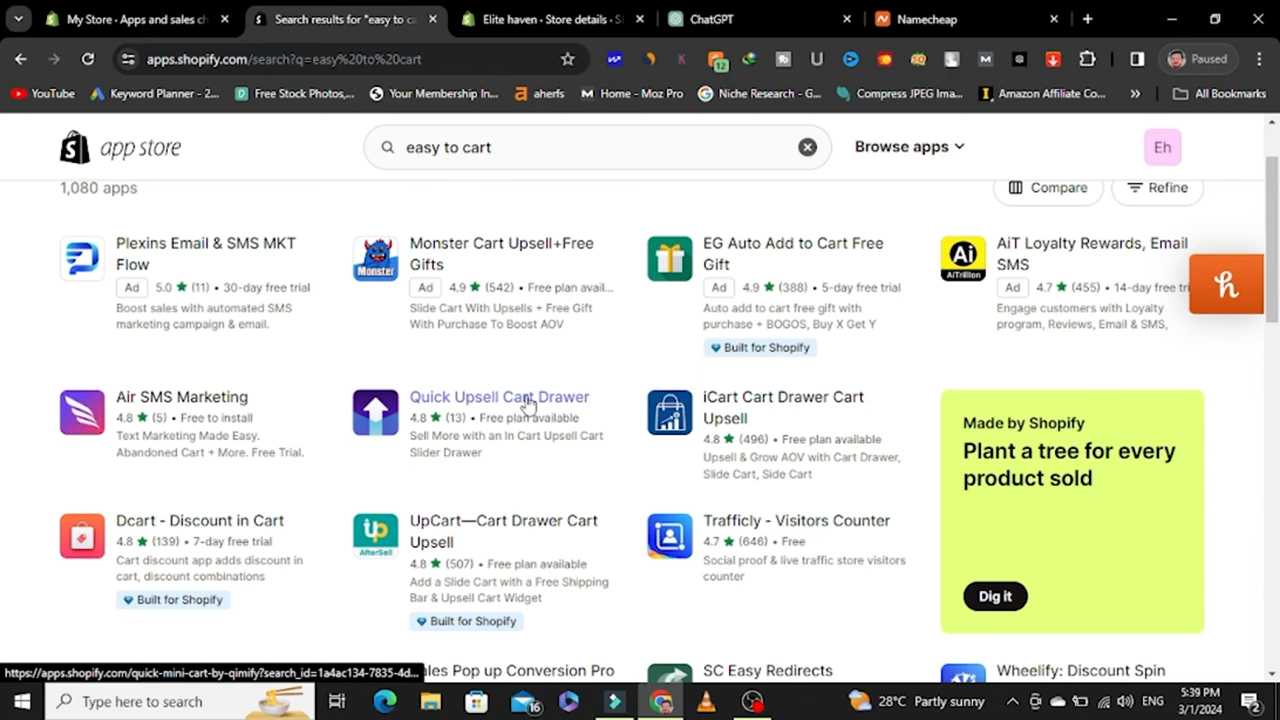 My Store · Apps and sales ch
Search results for "easy to ca
Elite haven · Store details · S
ChatGPT
Namecheap
apps.shopify.com/search?q=easy%20to%20cart
12
Paused
YouTube
Keyword Planner - 2...
Free Stock Photos,...
Your Membership In...
aherfs
Home - Moz Pro
Niche Research - G...
Compress JPEG Ima...
Amazon Affiliate Co...
All Bookmarks
app store
easy to cart
Browse apps
Eh
1,080 apps
Compare
Refine
Plexins Email & SMS MKT
Flow
Ad 5.0 ★ (11) • 30-day free trial
Boost sales with automated SMS
marketing campaign & email.
Monster
Monster Cart Upsell+Free
Gifts
Ad 4.9 ★ (542) • Free plan avail...
Slide Cart With Upsells + Free Gift
With Purchase To Boost AOV
EG Auto Add to Cart Free
Gift
Ad 4.9 ★ (388) • 5-day free trial
Auto add to cart free gift with
purchase + BOGOS, Buy X Get Y
Built for Shopify
Ai
AiTrillion
AiT Loyalty Rewards, Email
SMS
Ad 4.7 ★ (455) • 14-day free tri
Engage customers with Loyalty
program, Reviews, Email & SMS,
Air SMS Marketing
4.8 ★ (5) • Free to install
Text Marketing Made Easy.
Abandoned Cart + More. Free Trial.
Quick Upsell Cart Drawer
4.8 ★ (13) • Free plan available
Sell More with an In Cart Upsell Cart
Slider Drawer
iCart Cart Drawer Cart
Upsell
4.8 ★ (496) • Free plan available
Upsell & Grow AOV with Cart Drawer,
Slide Cart, Side Cart
Made by Shopify
Plant a tree for every
product sold
Dig it
Dcart - Discount in Cart
4.8 ★ (139) • 7-day free trial
Cart discount app adds discount in
cart, discount combinations
Built for Shopify
up
AFTERSELL
UpCart—Cart Drawer Cart
Upsell
4.8 ★ (507) • Free plan available
Add a Slide Cart with a Free Shipping
Bar & Upsell Cart Widget
Built for Shopify
Trafficly - Visitors Counter
4.7 ★ (646) • Free
Social proof & live traffic store visitors
counter
https://apps.shopify.com/quick-mini-cart-by-qimify?search_id=1a4ac134-7835-4d...
ales Pop up Conversion Pro
SC Easy Redirects
Wheelify: Discount Spin
Type here to search
16
28°C Partly sunny
ENG
5:39 PM
3/1/2024
2